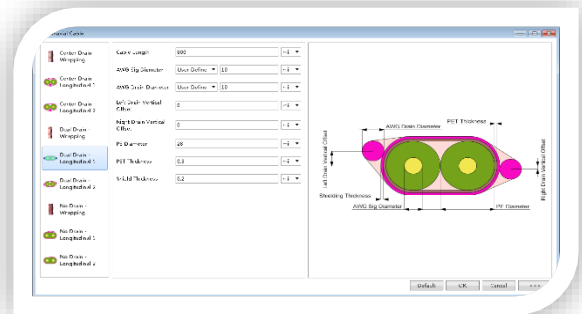 Center Drain - Wrapping
Center Drain - Longitudinal 1
Center Drain - Longitudinal 2
Dual Drain - Wrapping
Dual Drain - Longitudinal 1
Dual Drain - Longitudinal 2
No Drain - Wrapping
No Drain - Longitudinal 1
No Drain - Longitudinal 2
Cable Length
AWG Sig Diameter
User Define
10
AWG Drain Diameter
User Define
10
Left Drain Vertical Offset
0
Right Drain Vertical Offset
0
PE Diameter
28
PET Thickness
Shield Thickness
0.2
AWG Drain Diameter
PET Thickness
Left Drain Vertical Offset
Right Drain Vertical Offset
Shielding Thickness
AWG Sig Diameter
PE Diameter
Default
OK
Cancel